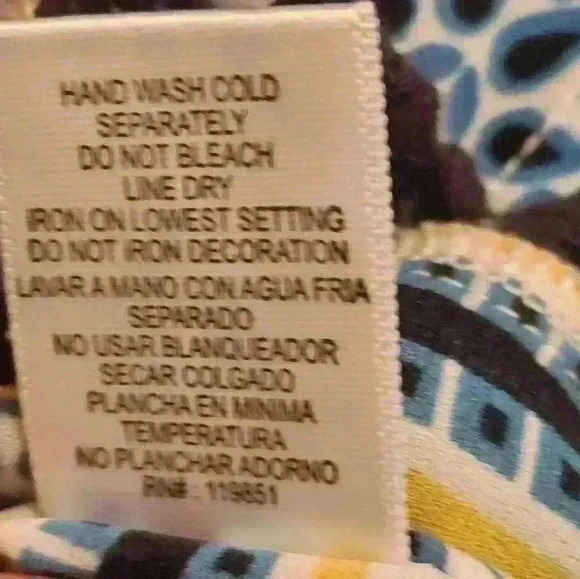 HAND WASH COLD
SEPARATELY
DO NOT BLEACH
LINE DRY
IRON ON LOWEST SETTING
DO NOT IRON DECORATION
LAVAR A MANO CON AGUA FRIA
SEPARADO
NO USAR BLANQUEADOR
SECAR COLGADO
PLANCHA EN MINIMA
TEMPERATURA
NO PLANCHAR ADORNO
RN# : 119851